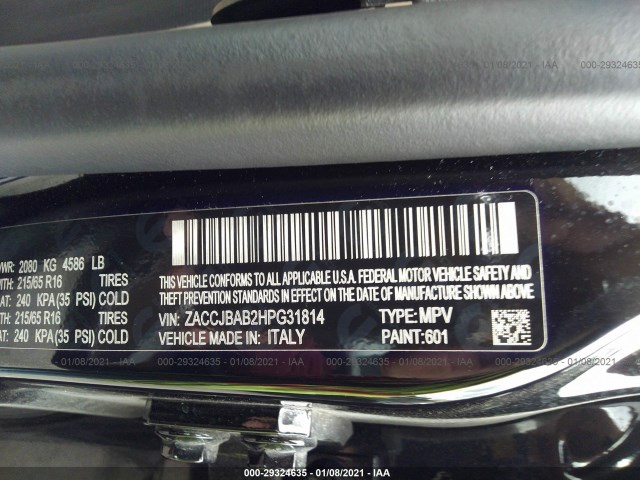 000-29324635 - 01/08/2021 - IAA
THIS VEHICLE CONFORMS TO ALL APPLICABLE U.S.A. FEDERAL MOTOR VEHICLE SAFETY AND
THEFT PREVENTION STANDARDS IN EFFECT ON THE DATE OF MANUFACTURE SHOWN ABOVE.
VIN: ZACCJBAB2HPG31814 TYPE: MPV
VEHICLE MADE IN: ITALY PAINT: 601
2080 KG 4586 LB
215/65 R16 TIRES
240 KPA(35 PSI) COLD
215/65 R16 TIRES
240 KPA(35 PSI) COLD
000-29324635 - 01/08/2021 - IAA